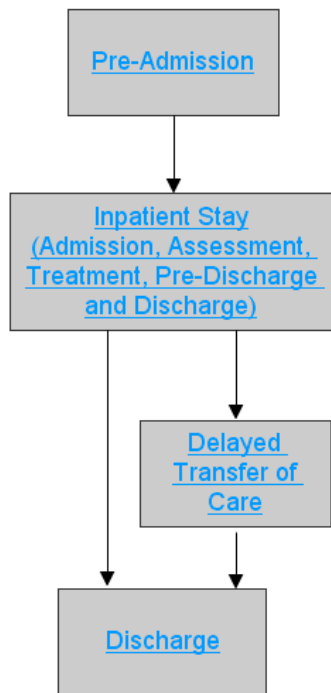 Pre-Admission
Inpatient Stay
(Admission, Assessment,
Treatment, Pre-Discharge
and Discharge)
Delayed
Transfer of
Care
Discharge